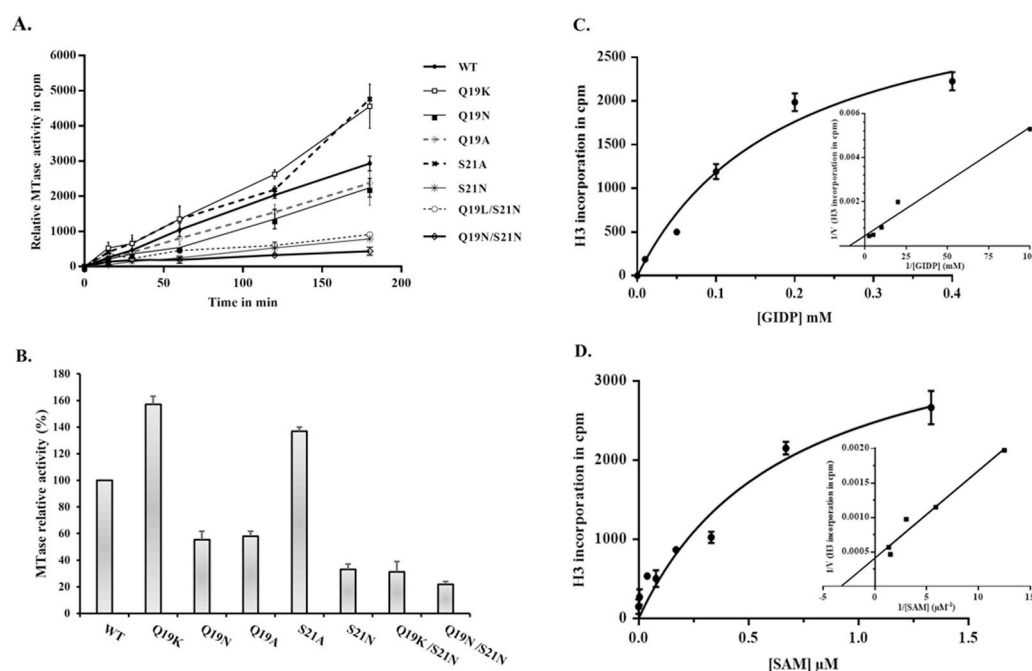 A.
6000
5000
4000
3000
2000
1000
0
Relative MTase activity in cpm
0 50 100 150 200
Time in min
WT
Q19K
Q19N
Q19A
S21A
S21N
Q19L/S21N
Q19N/S21N
B.
180
160
140
120
100
80
60
40
20
0
MTase relative activity (%)
WT Q19K Q19N Q19A S21A S21N Q19K /S21N Q19N /S21N
C.
2500
2000
1500
1000
500
0
H3 incorporation in cpm
0.0 0.1 0.2 0.3 0.4
[GIDP] mM
0.006
0.004
0.002
1/V (H3 incorporation in cpm)
0 25 50 75 100
1/[GIDP] (mM)
D.
3000
2000
1000
0
H3 incorporation in cpm
0.0 0.5 1.0 1.5
[SAM] µM
0.0020
0.0015
0.0010
0.0005
1/V (H3 incorporation in cpm)
-5 0 5 10 15
1/[SAM] (µM⁻¹)